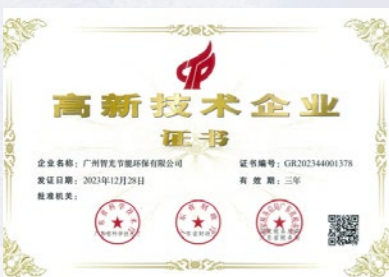 高新技术企业
证书
企业名称：广州智光节能环保有限公司 证书编号：GR202344001378
发证日期：2023年12月28日 有 效 期：三年
批准机关：